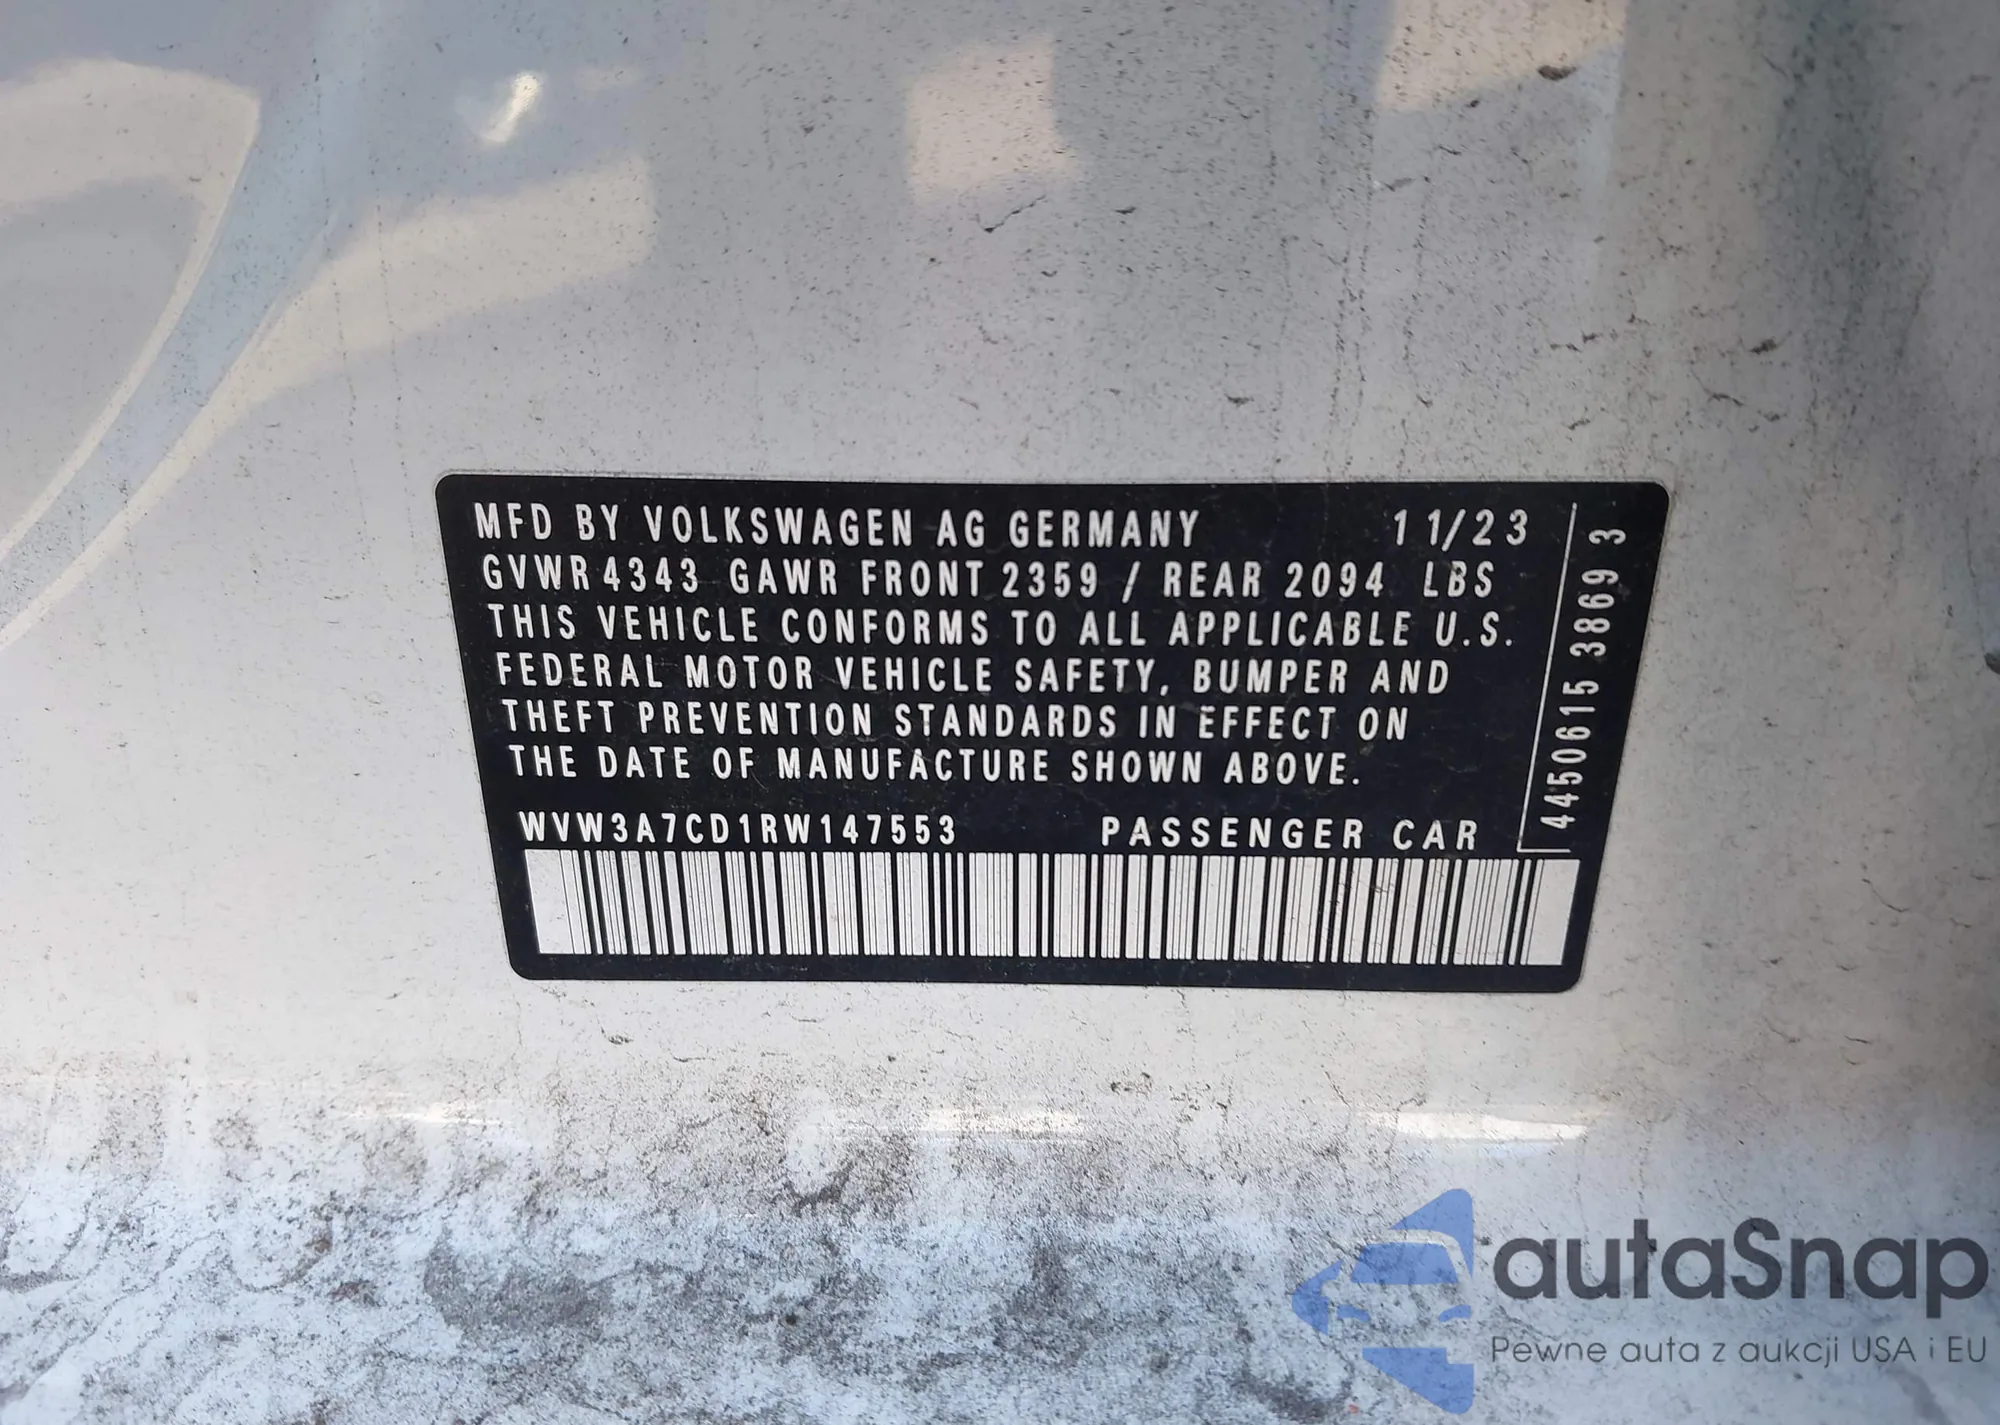 MFD BY VOLKSWAGEN AG GERMANY 11/23
GVWR 4343 GAWR FRONT 2359 / REAR 2094 LBS
THIS VEHICLE CONFORMS TO ALL APPLICABLE U.S.
FEDERAL MOTOR VEHICLE SAFETY, BUMPER AND
THEFT PREVENTION STANDARDS IN EFFECT ON
THE DATE OF MANUFACTURE SHOWN ABOVE.
WVW3A7CD1RW147553 PASSENGER CAR
4450615 3869 3
autaSnap
Pewne auta z aukcji USA i EU